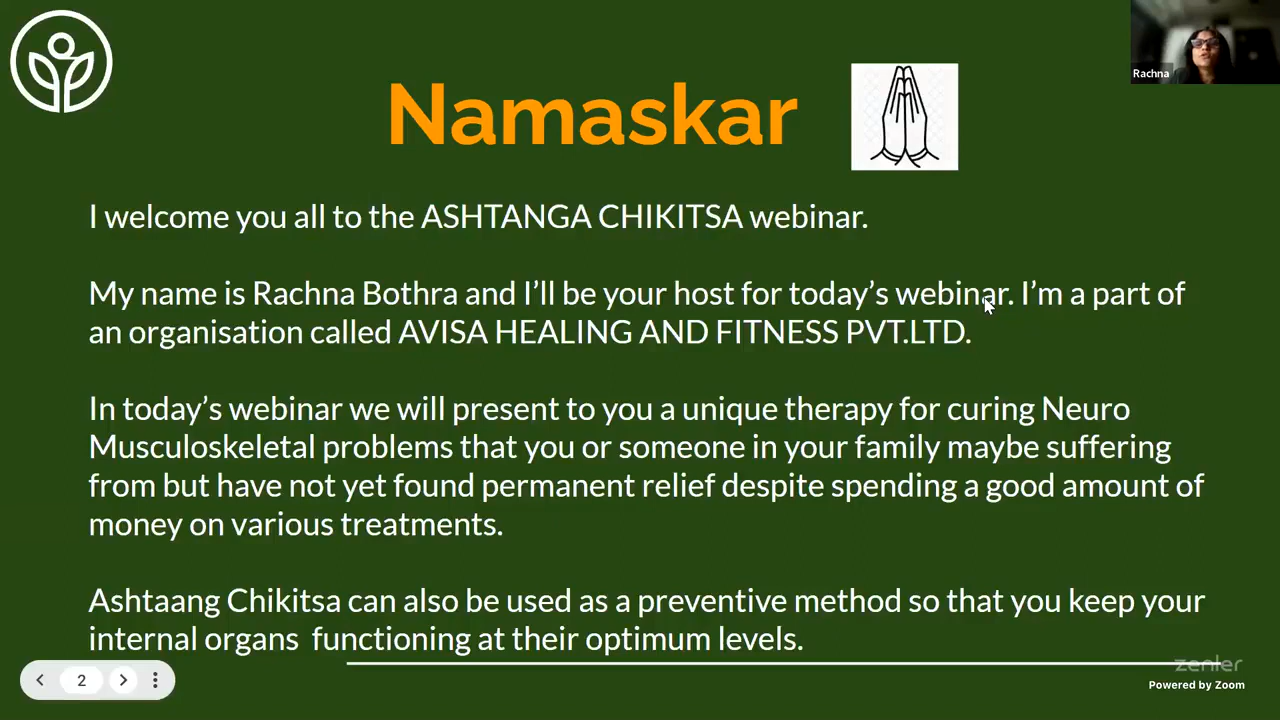 Namaskar
Rachna
I welcome you all to the ASHTANGA CHIKITSA webinar.
My name is Rachna Bothra and I’ll be your host for today’s webinar. I’m a part of
an organisation called AVISA HEALING AND FITNESS PVT.LTD.
In today’s webinar we will present to you a unique therapy for curing Neuro
Musculoskeletal problems that you or someone in your family maybe suffering
from but have not yet found permanent relief despite spending a good amount of
money on various treatments.
Ashtaang Chikitsa can also be used as a preventive method so that you keep your
internal organs  functioning at their optimum levels.
2
zenler
Powered by Zoom